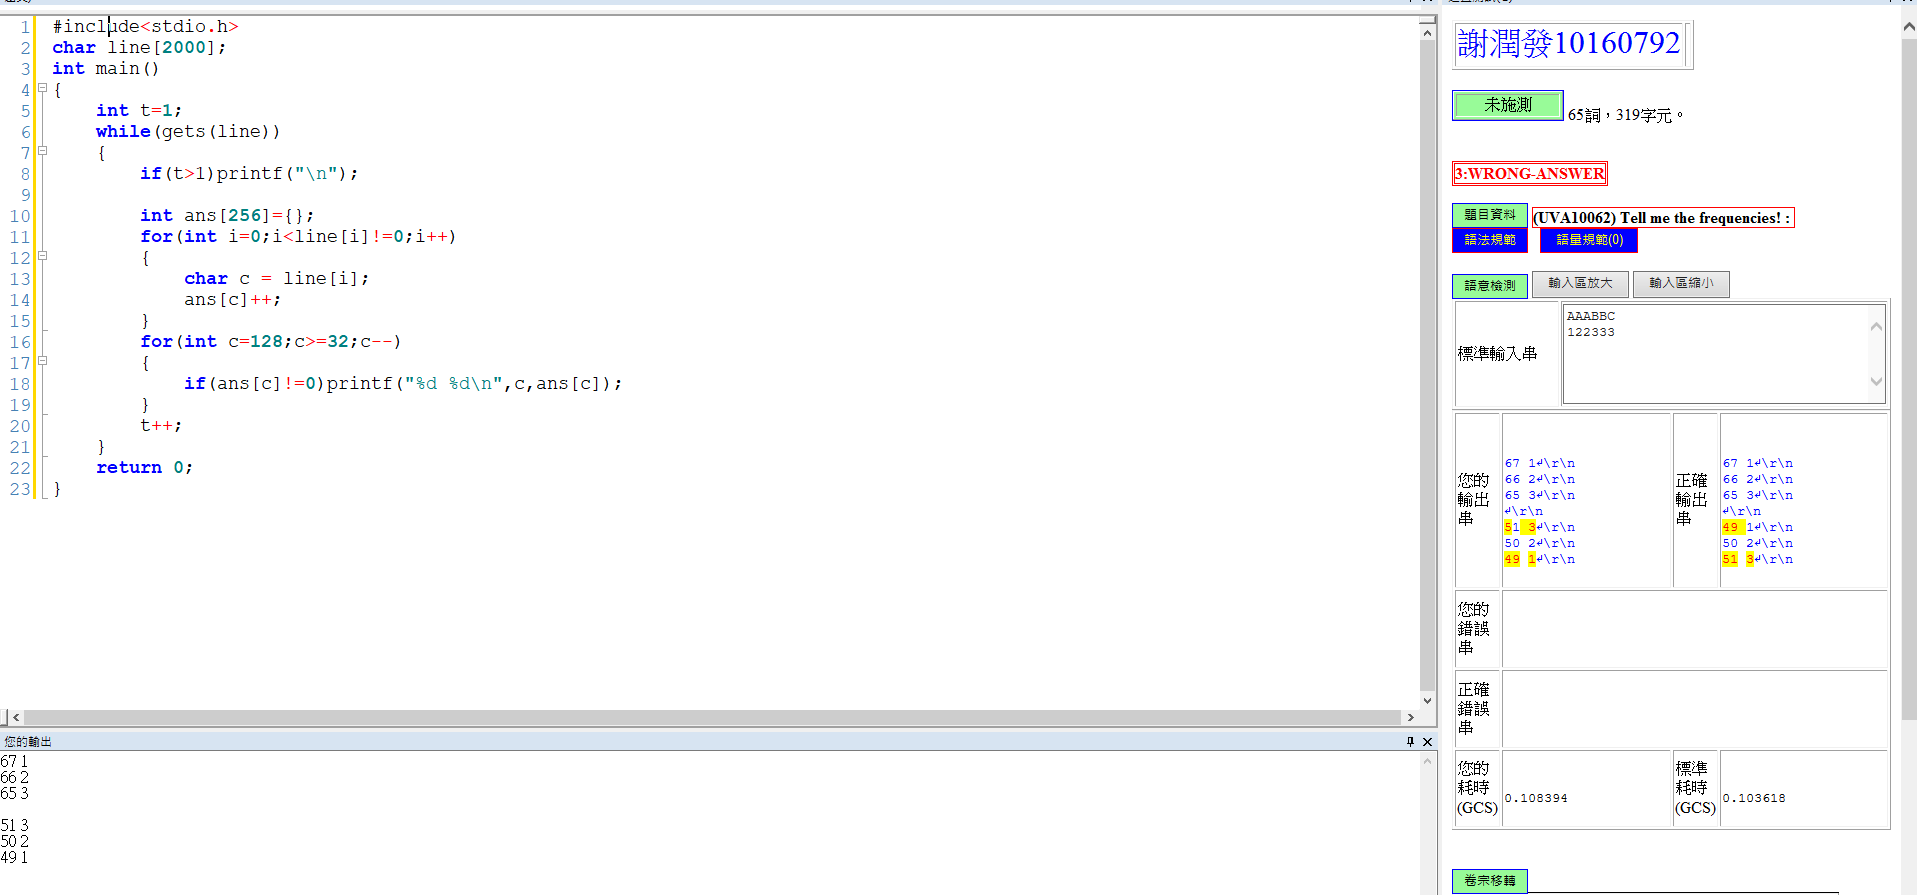 1 #include<stdio.h>
2 char line[2000];
3 int main()
4 {
5     int t=1;
6     while(gets(line))
7     {
8         if(t>1)printf("\n");
9
10         int ans[256]={};
11         for(int i=0;i<line[i]!=0;i++)
12         {
13             char c = line[i];
14             ans[c]++;
15         }
16         for(int c=128;c>=32;c--)
17         {
18             if(ans[c]!=0)printf("%d %d\n",c,ans[c]);
19         }
20         t++;
21     }
22     return 0;
23 }
您的輸出
67 1
66 2
65 3

51 3
50 2
49 1
謝潤發10160792
未施測 65詞，319字元。
3:WRONG-ANSWER
題目資料 (UVA10062) Tell me the frequencies! :
語法規範 語量規範(0)
語意檢測 輸入區放大 輸入區縮小
標準輸入串
AAABBC
122333
您的輸出串
67 1↵\r\n
66 2↵\r\n
65 3↵\r\n
↵\r\n
51 3↵\r\n
50 2↵\r\n
49 1↵\r\n
正確輸出串
67 1↵\r\n
66 2↵\r\n
65 3↵\r\n
↵\r\n
49 1↵\r\n
50 2↵\r\n
51 3↵\r\n
您的錯誤串
正確錯誤串
您的耗時(GCS) 0.108394
標準耗時(GCS) 0.103618
卷宗移轉